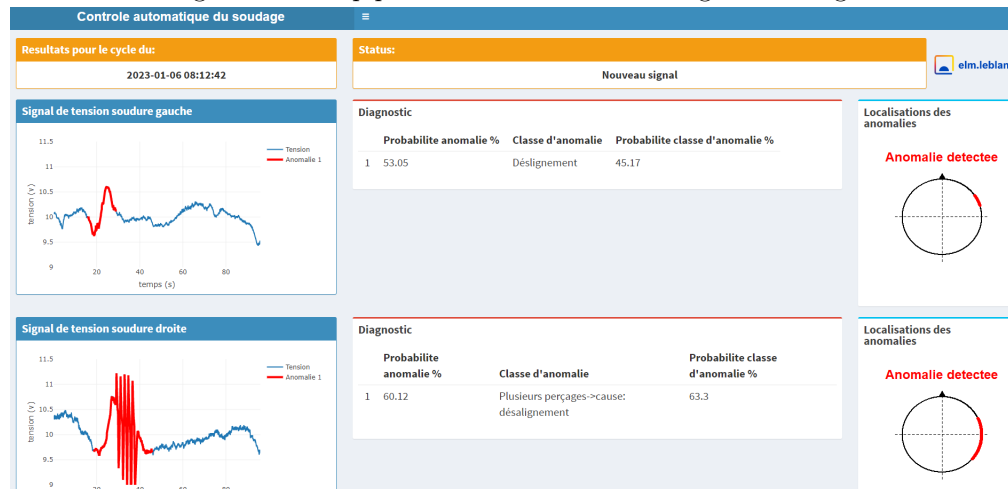 Controle automatique du soudage
≡
Resultats pour le cycle du:
2023-01-06 08:12:42
Status:
Nouveau signal
elm.leblan
Signal de tension soudure gauche
11.5
11
10.5
10
9.5
9
tension (v)
20 40 60 80
temps (s)
Tension
Anomalie 1
Diagnostic
Probabilite anomalie % Classe d'anomalie Probabilite classe d'anomalie %
1 53.05 Déslignement 45.17
Localisations des
anomalies
Anomalie detectee
Signal de tension soudure droite
11.5
11
10.5
10
9.5
9
tension (v)
20 40 60 80
Tension
Anomalie 1
Diagnostic
Probabilite
anomalie % Classe d'anomalie Probabilite classe
d'anomalie %
1 60.12 Plusieurs perçages->cause: 63.3
désalignement
Localisations des
anomalies
Anomalie detectee